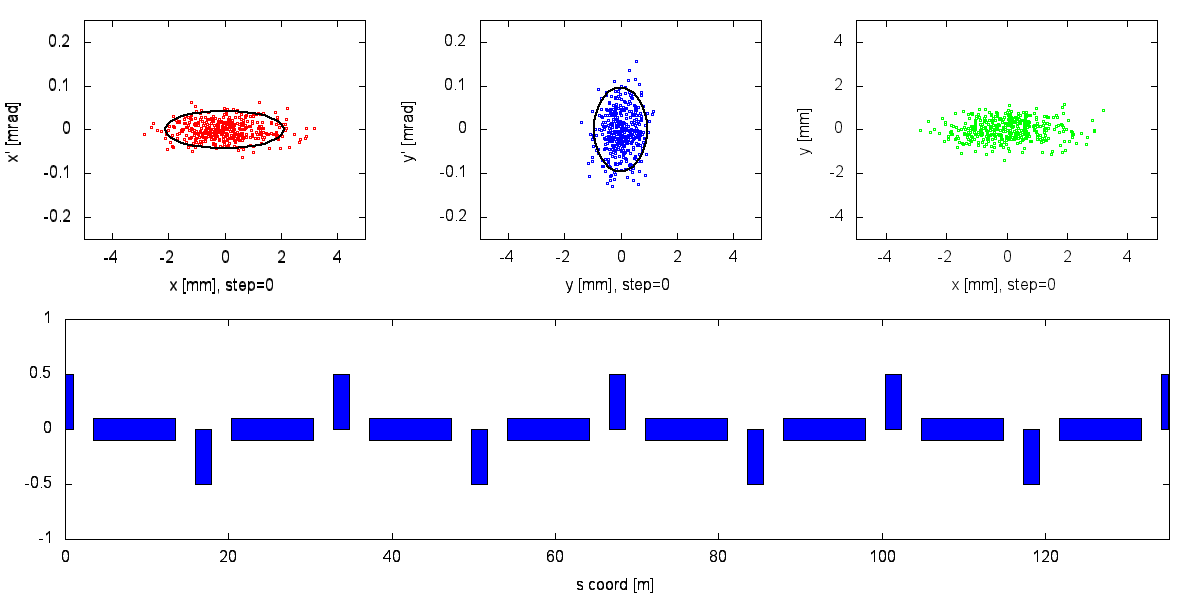 0.2
0.1
0
-0.1
-0.2
x' [mrad]
-4 -2 0 2 4
x [mm], step=0
0.2
0.1
0
-0.1
-0.2
y' [mrad]
-4 -2 0 2 4
y [mm], step=0
4
2
0
-2
-4
y [mm]
-4 -2 0 2 4
x [mm], step=0
1
0.5
0
-0.5
-1
0 20 40 60 80 100 120
s coord [m]